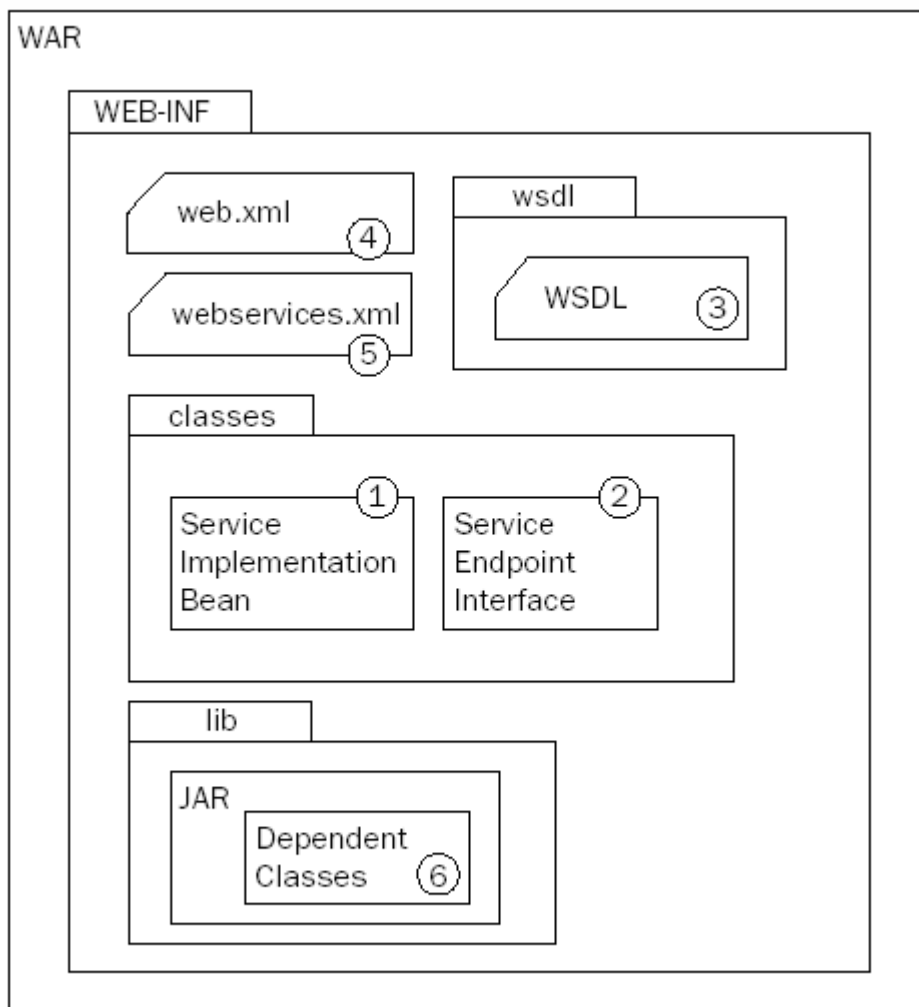 WAR
WEB-INF
web.xml
4
wsdl
WSDL
3
webservices.xml
5
classes
1
Service
Implementation
Bean
2
Service
Endpoint
Interface
lib
JAR
Dependent
Classes
6